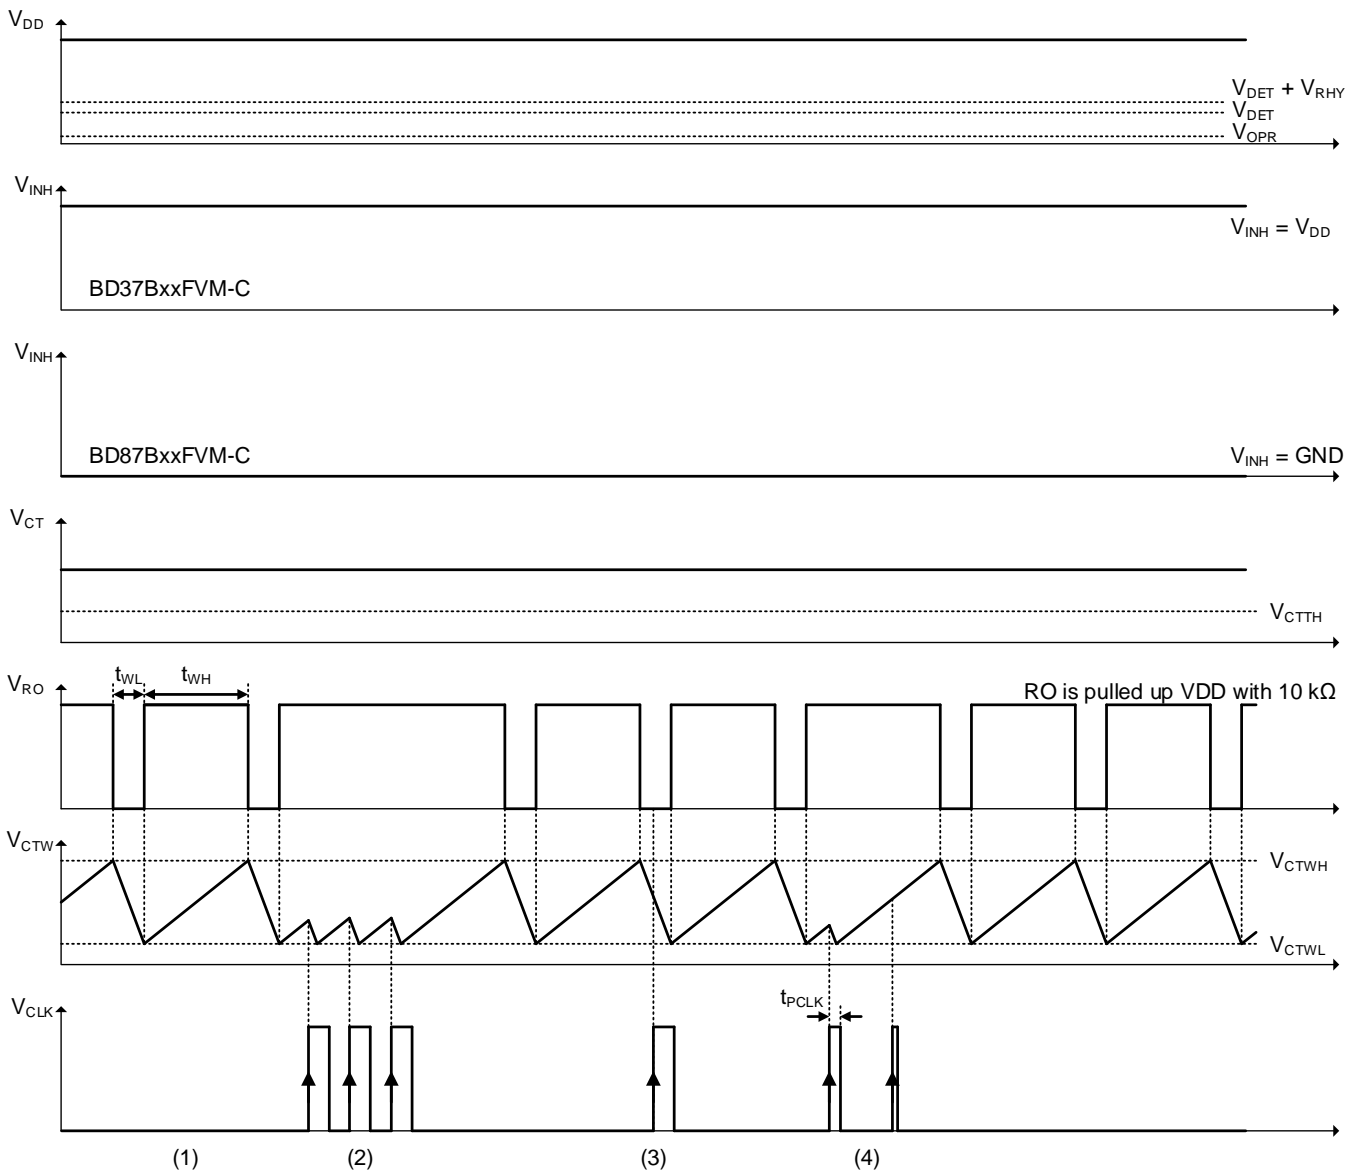 VDD
VDET + VRHY
VDET
VOPR
VINH
VINH = VDD
BD37BxxFVM-C
VINH
BD87BxxFVM-C
VINH = GND
VCT
VCTTH
tWL tWH
VRO
RO is pulled up VDD with 10 kΩ
VCTW
VCTWH
VCTWL
VCLK
tPCLK
(1) (2) (3) (4)